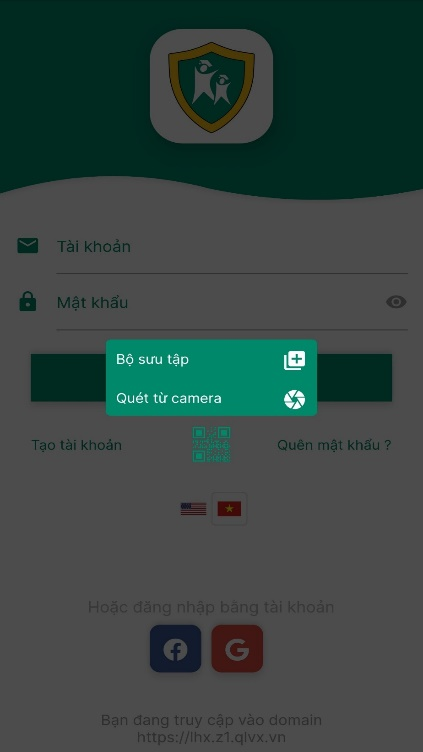 Tài khoản
Mật khẩu
Bộ sưu tập
Quét từ camera
Tạo tài khoản
Quên mật khẩu ?
Hoặc đăng nhập bằng tài khoản
Bạn đang truy cập vào domain
https://lhx.z1.qlvx.vn